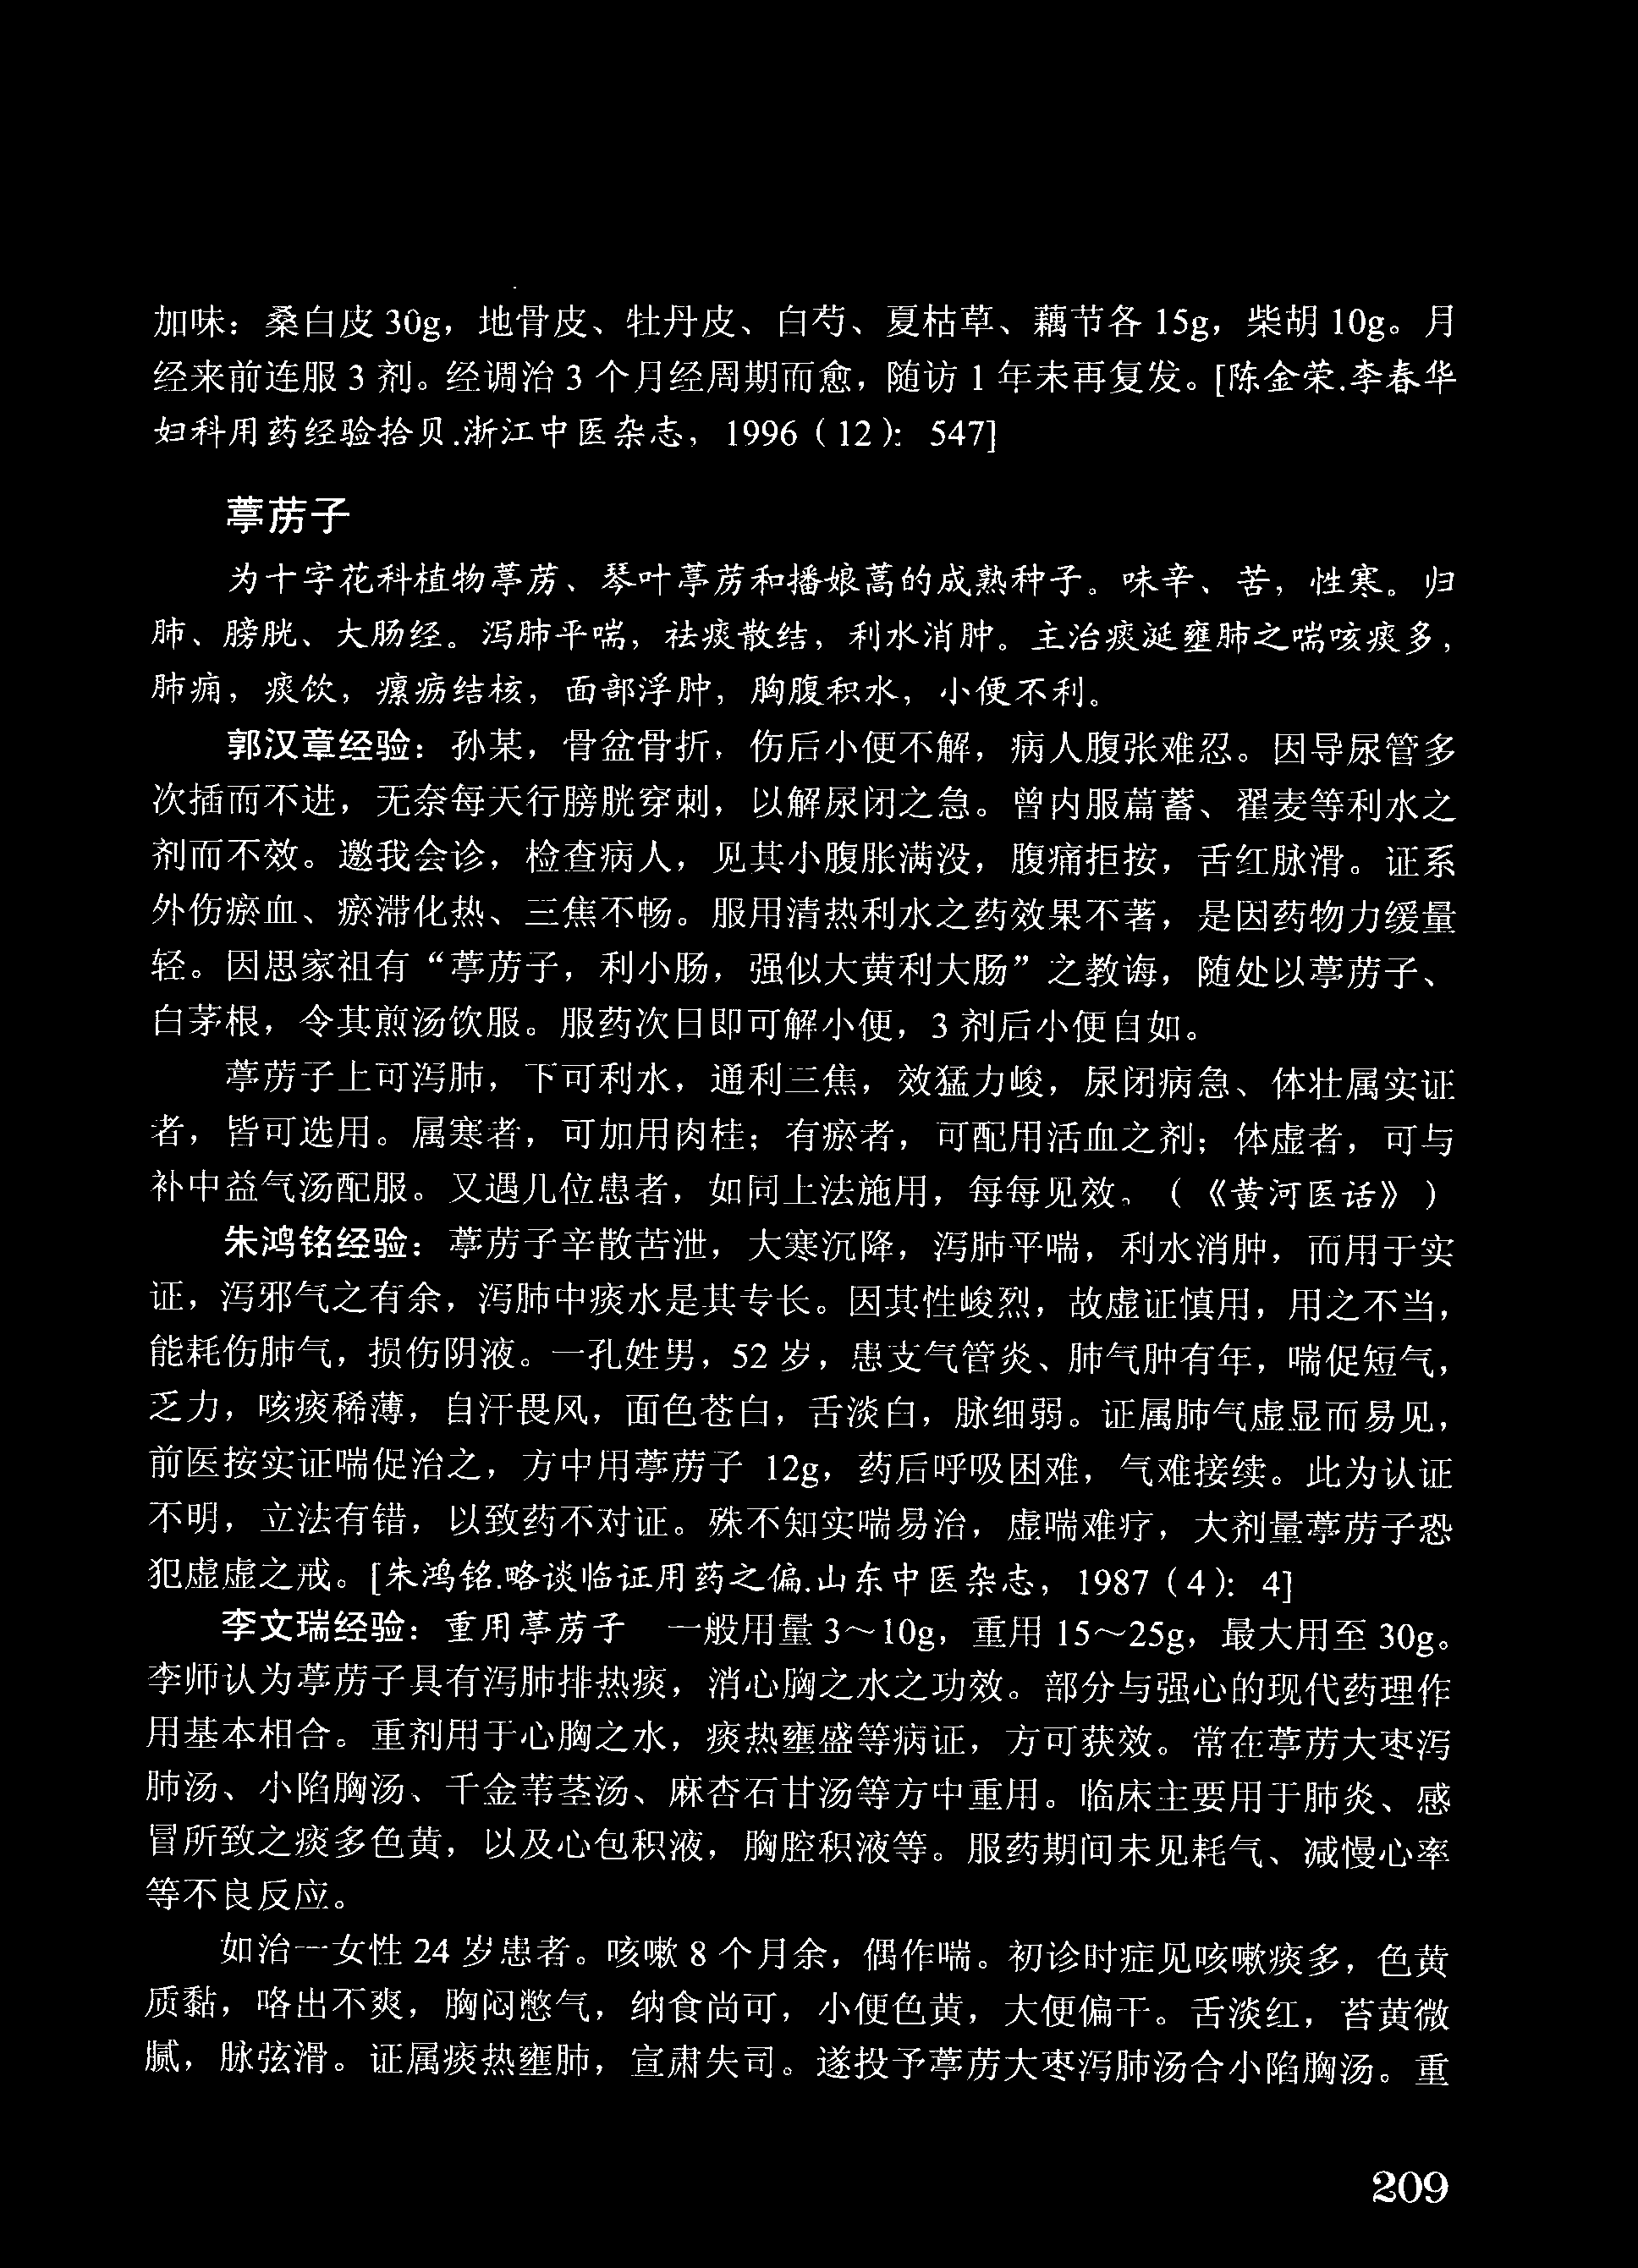 加味：桑白皮 30g，地骨皮、牡丹皮、白芍、夏枯草、藕节各 15g，柴胡 10g。月
经来前连服 3 剂。经调治 3 个月经周期而愈，随访 1 年未再复发。[陈金荣.李春华
妇科用药经验拾贝.浙江中医杂志，1996（12）：547]
葶苈子
为十字花科植物葶苈、琴叶葶苈和播娘蒿的成熟种子。味辛、苦，性寒。归
肺、膀胱、大肠经。泻肺平喘，祛痰散结，利水消肿。主治痰涎壅肺之喘咳痰多，
肺痈，痰饮，瘰疬结核，面部浮肿，胸腹积水，小便不利。
郭汉章经验：孙某，骨盆骨折，伤后小便不解，病人腹张难忍。因导尿管多
次插而不进，无奈每天行膀胱穿刺，以解尿闭之急。曾内服萹蓄、翟麦等利水之
剂而不效。邀我会诊，检查病人，见其小腹胀满没，腹痛拒按，舌红脉滑。证系
外伤瘀血、瘀滞化热、三焦不畅。服用清热利水之药效果不著，是因药物力缓量
轻。因思家祖有“葶苈子，利小肠，强似大黄利大肠”之教诲，随处以葶苈子、
白茅根，令其煎汤饮服。服药次日即可解小便，3 剂后小便自如。
葶苈子上可泻肺，下可利水，通利三焦，效猛力峻，尿闭病急、体壮属实证
者，皆可选用。属寒者，可加用肉桂；有瘀者，可配用活血之剂；体虚者，可与
补中益气汤配服。又遇几位患者，如同上法施用，每每见效。（《黄河医话》）
朱鸿铭经验：葶苈子辛散苦泄，大寒沉降，泻肺平喘，利水消肿，而用于实
证，泻邪气之有余，泻肺中痰水是其专长。因其性峻烈，故虚证慎用，用之不当，
能耗伤肺气，损伤阴液。一孔姓男，52 岁，患支气管炎、肺气肿有年，喘促短气，
乏力，咳痰稀薄，自汗畏风，面色苍白，舌淡白，脉细弱。证属肺气虚显而易见，
前医按实证喘促治之，方中用葶苈子 12g，药后呼吸困难，气难接续。此为认证
不明，立法有错，以致药不对证。殊不知实喘易治，虚喘难疗，大剂量葶苈子恐
犯虚虚之戒。[朱鸿铭.略谈临证用药之偏.山东中医杂志，1987（4）：4]
李文瑞经验：重用葶苈子　一般用量 3～10g，重用 15～25g，最大用至 30g。
李师认为葶苈子具有泻肺排热痰，消心胸之水之功效。部分与强心的现代药理作
用基本相合。重剂用于心胸之水，痰热壅盛等病证，方可获效。常在葶苈大枣泻
肺汤、小陷胸汤、千金苇茎汤、麻杏石甘汤等方中重用。临床主要用于肺炎、感
冒所致之痰多色黄，以及心包积液，胸腔积液等。服药期间未见耗气、减慢心率
等不良反应。
如治一女性 24 岁患者。咳嗽 8 个月余，偶作喘。初诊时症见咳嗽痰多，色黄
质黏，咯出不爽，胸闷憋气，纳食尚可，小便色黄，大便偏干。舌淡红，苔黄微
腻，脉弦滑。证属痰热壅肺，宣肃失司。遂投予葶苈大枣泻肺汤合小陷胸汤。重
209